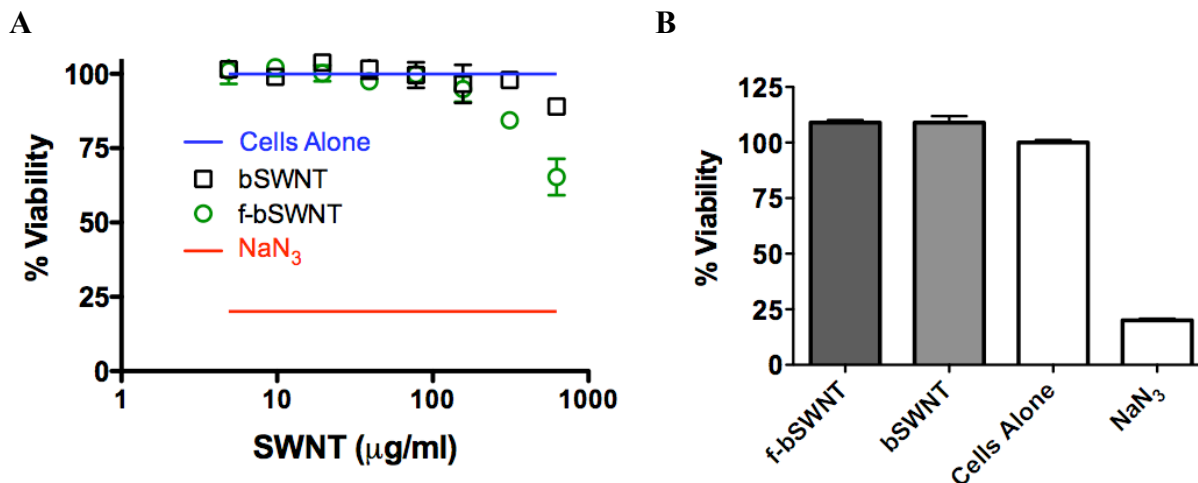 A
% Viability
100
75
50
25
0
Cells Alone
bSWNT
f-bSWNT
NaN₃
1
10
100
1000
SWNT (μg/ml)
B
% Viability
125
100
75
50
25
0
f-bSWNT
bSWNT
Cells Alone
NaN₃